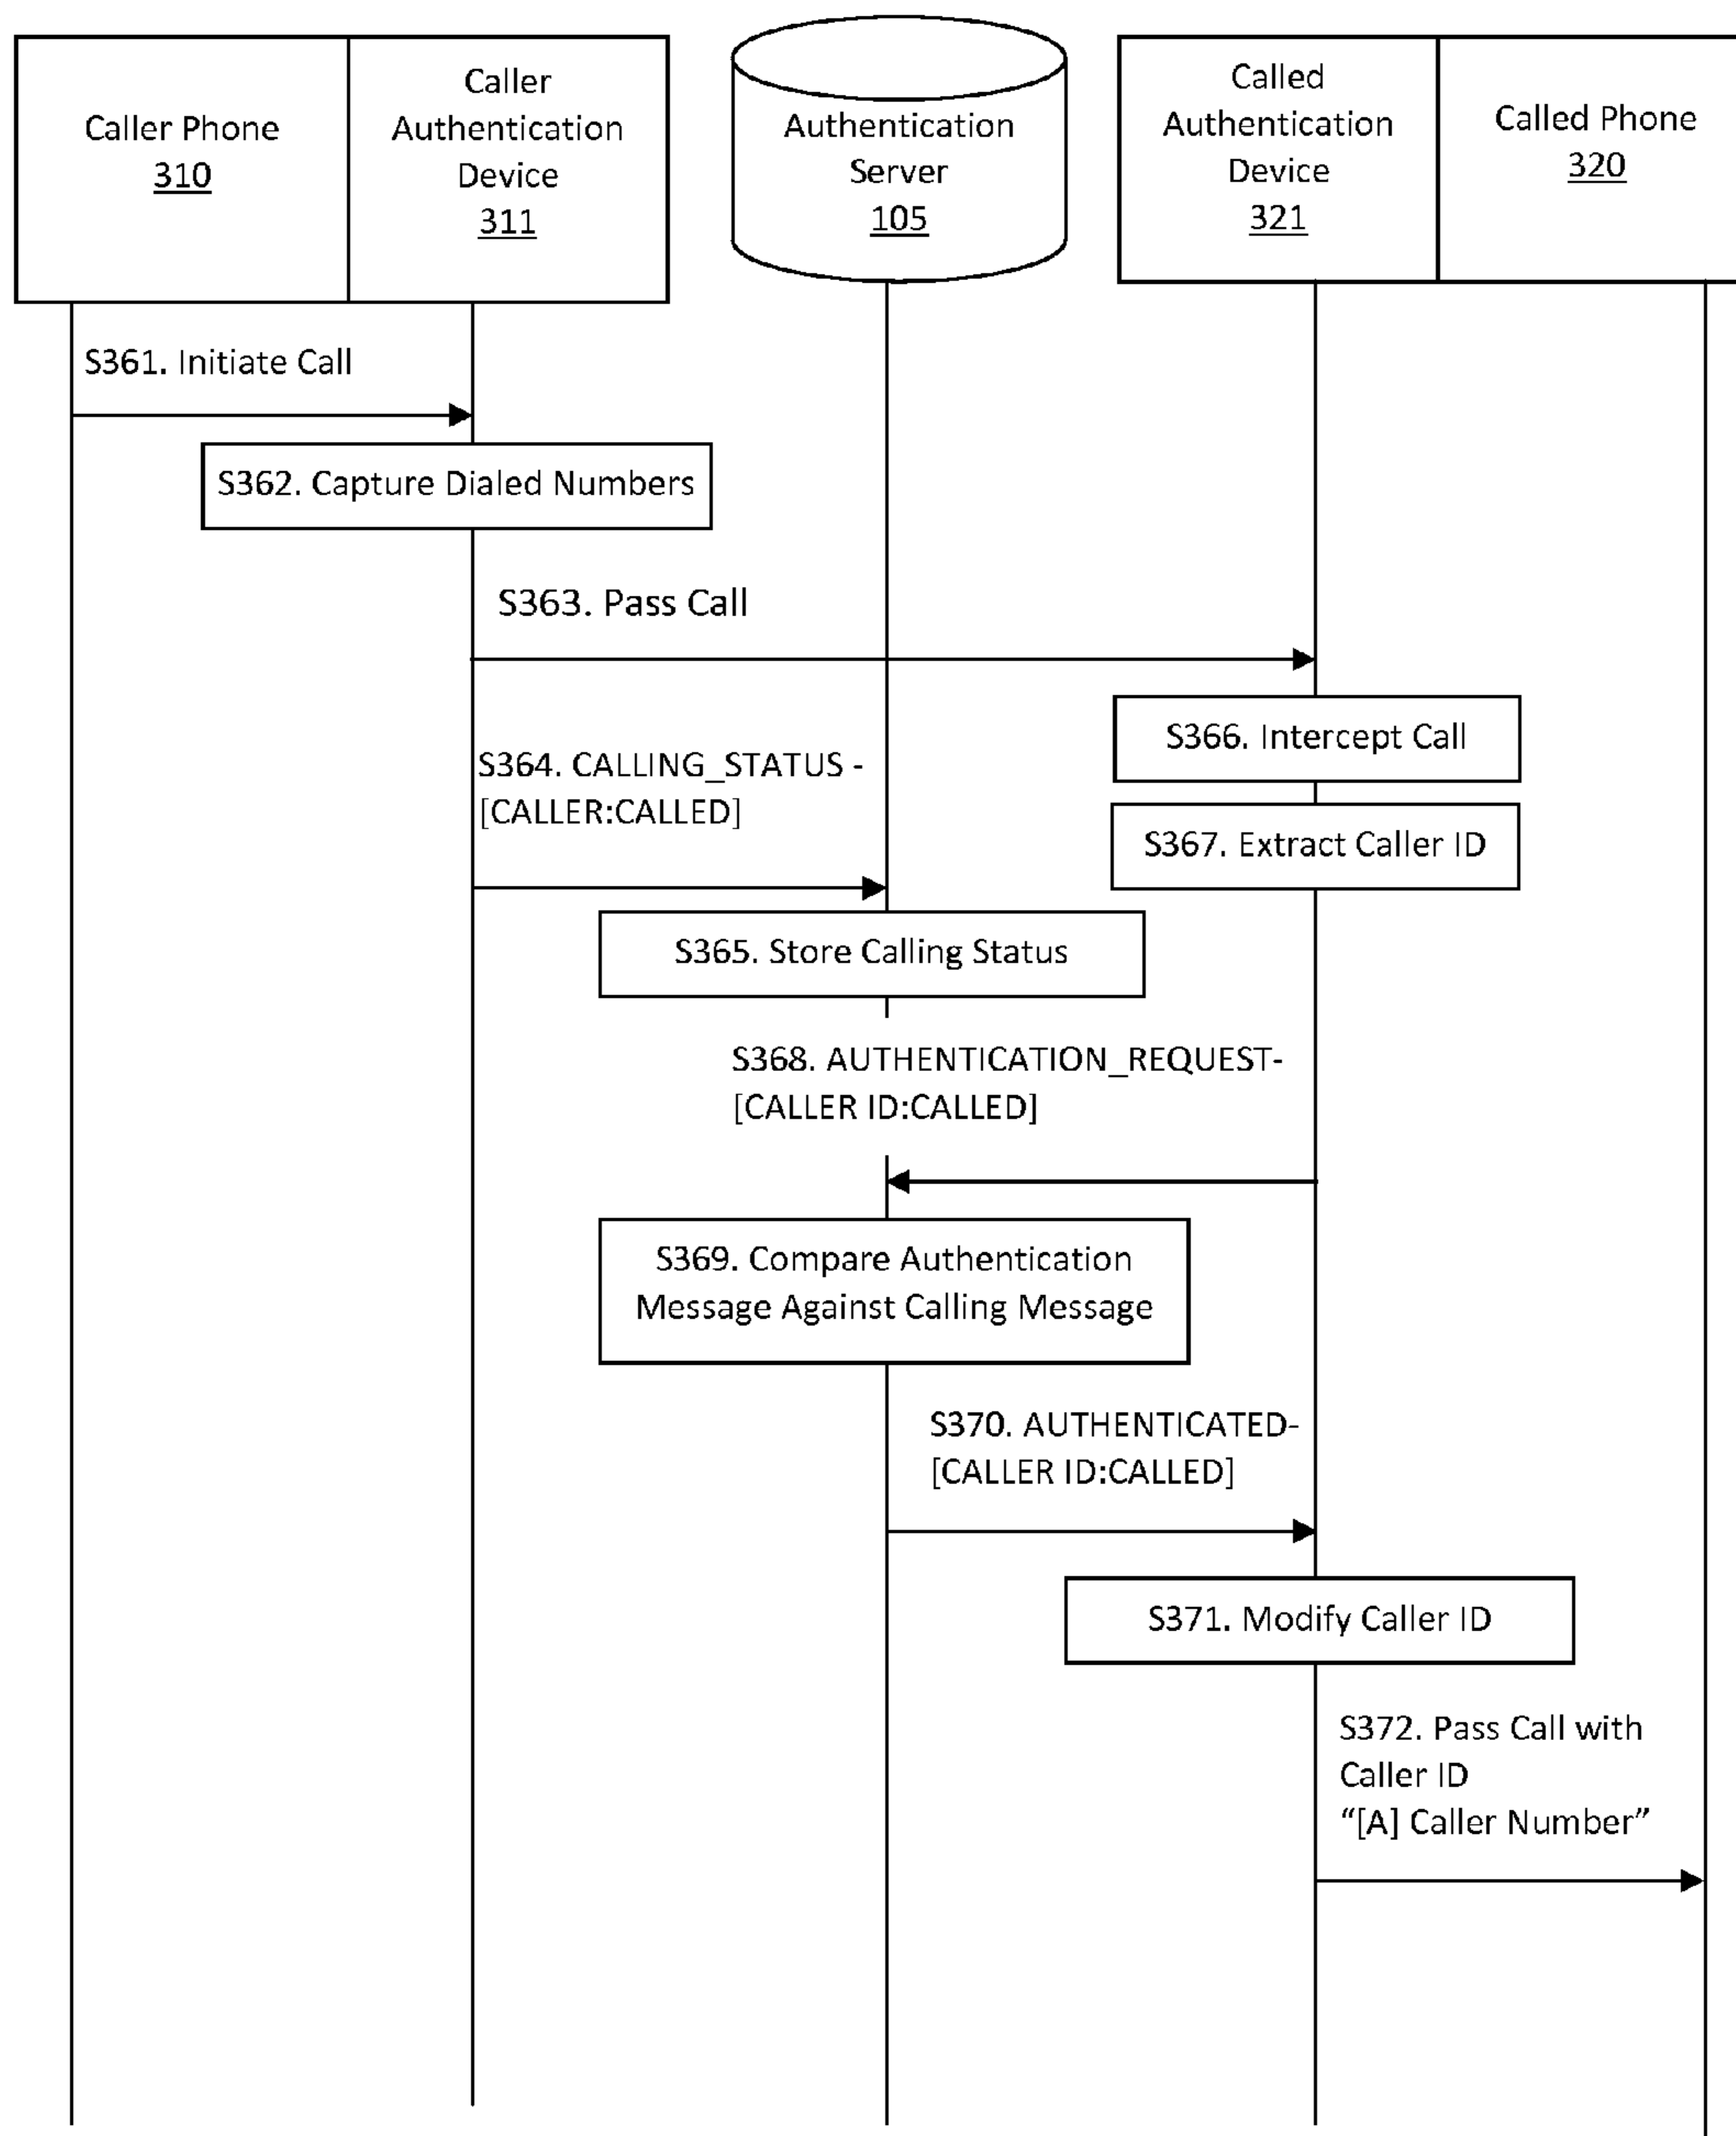 Caller Phone
310
Caller
Authentication
Device
311
Authentication
Server
105
Called
Authentication
Device
321
Called Phone
320
S361. Initiate Call
S362. Capture Dialed Numbers
S363. Pass Call
S366. Intercept Call
S364. CALLING_STATUS -
[CALLER:CALLED]
S367. Extract Caller ID
S365. Store Calling Status
S368. AUTHENTICATION_REQUEST-
[CALLER ID:CALLED]
S369. Compare Authentication
Message Against Calling Message
S370. AUTHENTICATED-
[CALLER ID:CALLED]
S371. Modify Caller ID
S372. Pass Call with
Caller ID
“[A] Caller Number”